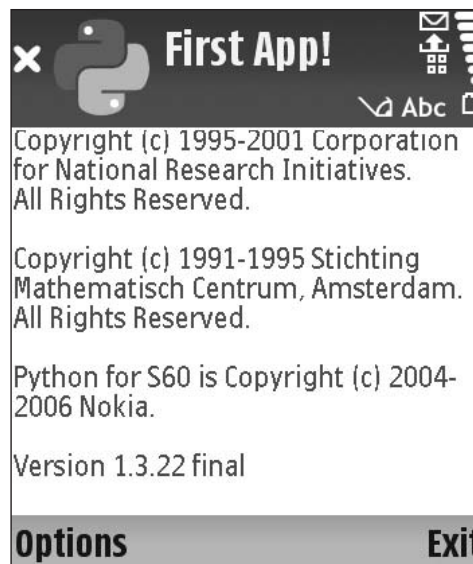 First App!
Abc
Copyright (c) 1995-2001 Corporation
for National Research Initiatives.
All Rights Reserved.
Copyright (c) 1991-1995 Stichting
Mathematisch Centrum, Amsterdam.
All Rights Reserved.
Python for S60 is Copyright (c) 2004-
2006 Nokia.
Version 1.3.22 final
Options
Exit